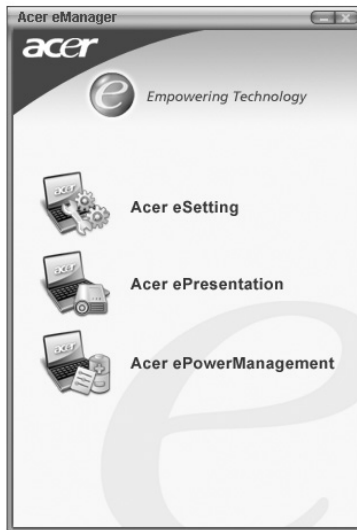 Acer eManager
acer
e Empowering Technology
Acer eSetting
Acer ePresentation
Acer ePowerManagement